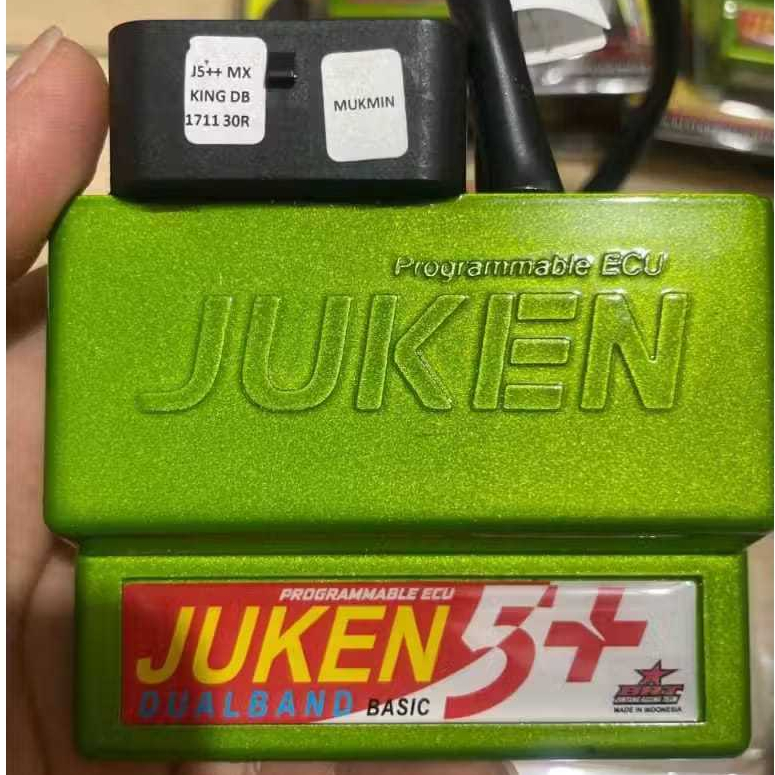 J5++ MX
KING DB
1711 30R
MUKMIN
Programmable ECU
JUKEN
PROGRAMMABLE ECU
JUKEN 5+
DUALBAND BASIC
BRT
MADE IN INDONESIA